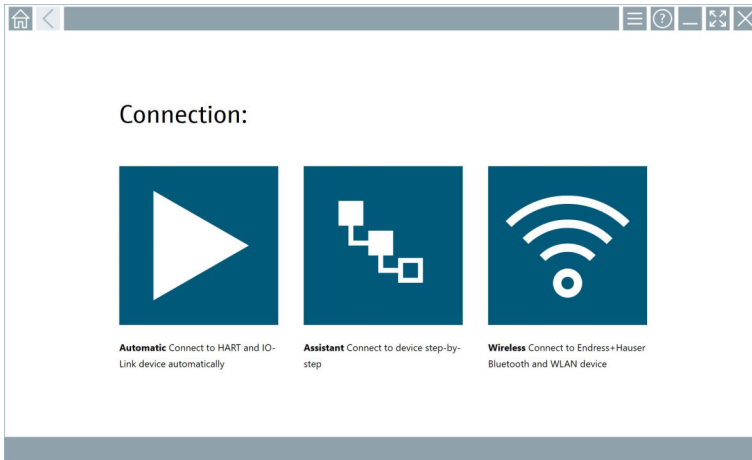 ?
Connection:
Automatic Connect to HART and IO-
Link device automatically
Assistant Connect to device step-by-
step
Wireless Connect to Endress+Hauser
Bluetooth and WLAN device